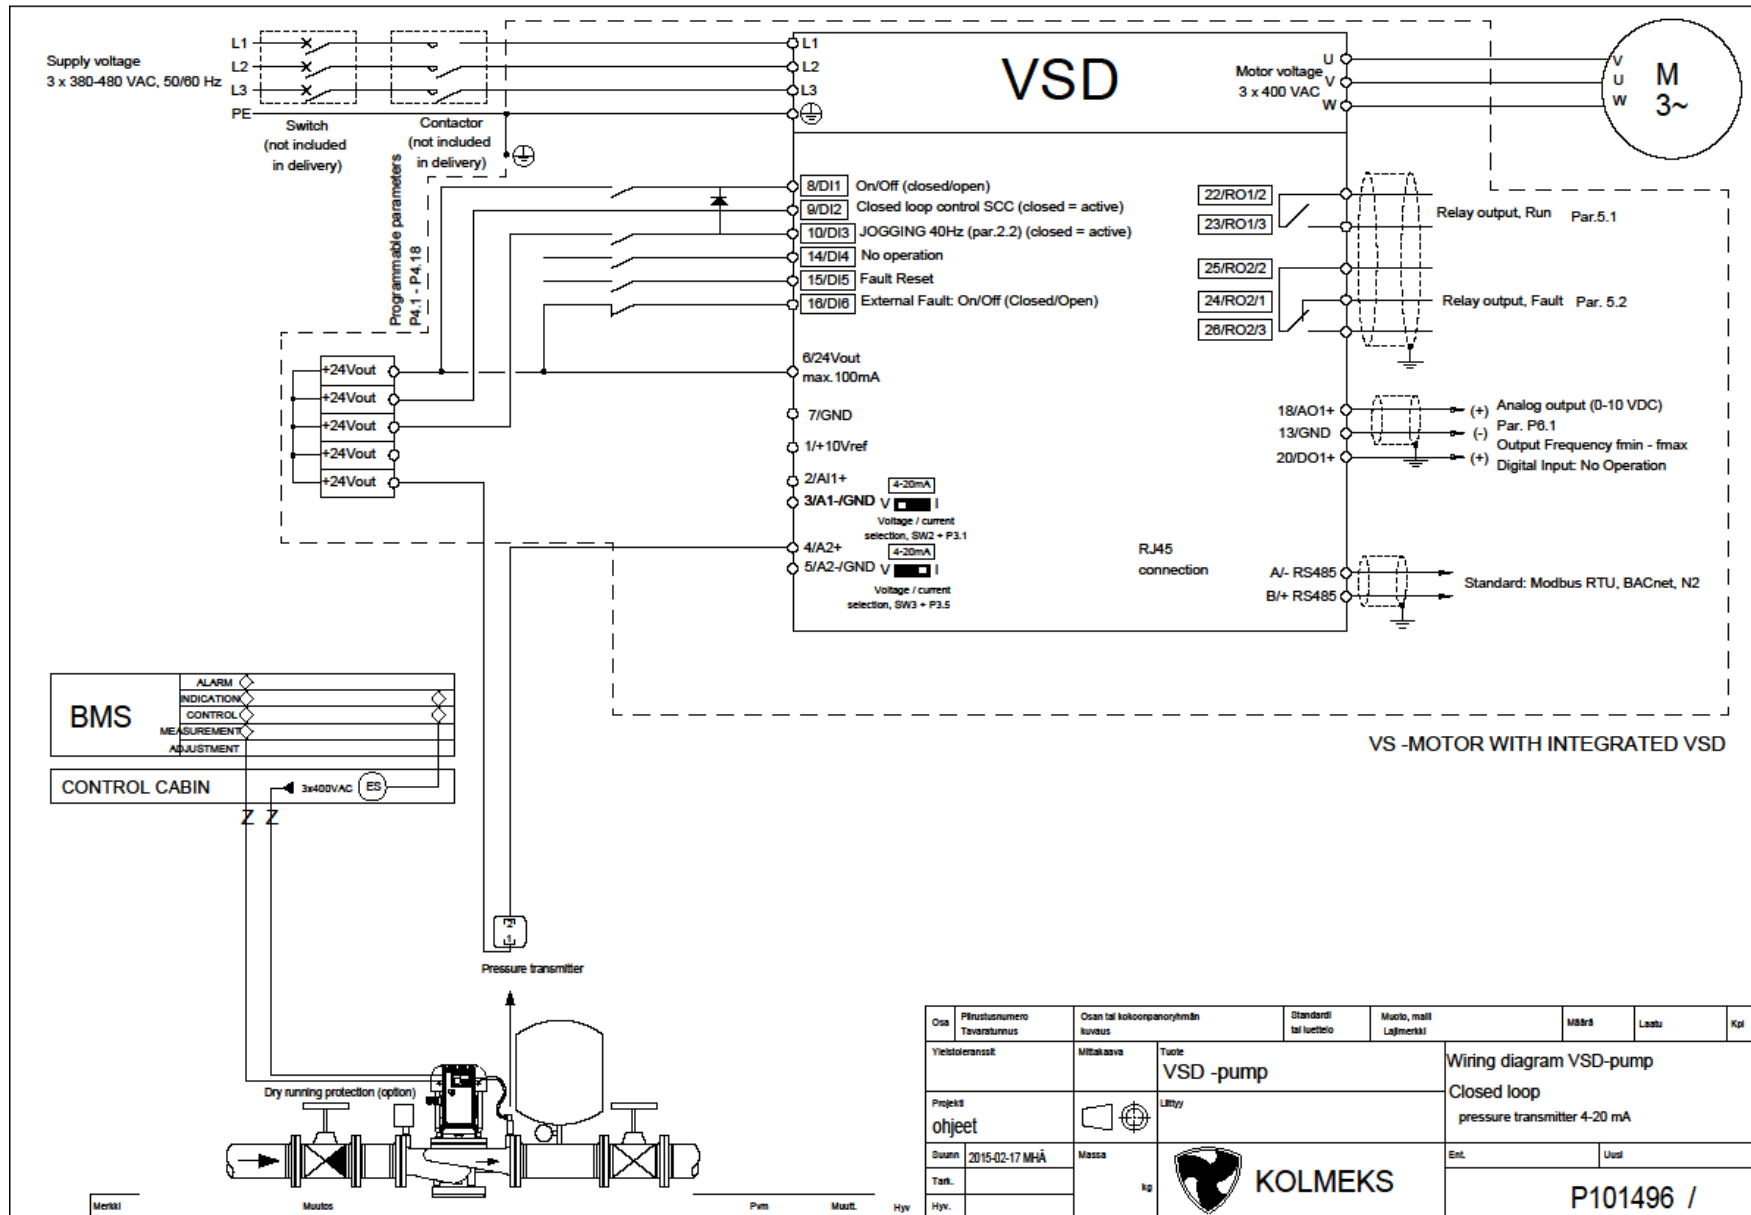 Supply voltage
3 x 380-480 VAC, 50/60 Hz
L1
L2
L3
PE
Switch
(not included
in delivery)
Contactor
(not included
in delivery)
Programmable parameters
P4.1 - P4.18
L1
L2
L3
VSD
Motor voltage
3 x 400 VAC
U
V
W
V
U
W
M
3~
8/DI1 On/Off (closed/open)
9/DI2 Closed loop control SCC (closed = active)
10/DI3 JOGGING 40Hz (par.2.2) (closed = active)
14/DI4 No operation
15/DI5 Fault Reset
16/DI6 External Fault: On/Off (Closed/Open)
6/24Vout
max.100mA
7/GND
1/+10Vref
2/AI1+
3/A1-/GND V I
4-20mA
Voltage / current
selection, SW2 + P3.1
4/A2+
5/A2-/GND V I
4-20mA
Voltage / current
selection, SW3 + P3.5
+24Vout
+24Vout
+24Vout
+24Vout
+24Vout
22/RO1/2
23/RO1/3
Relay output, Run Par.5.1
25/RO2/2
24/RO2/1
26/RO2/3
Relay output, Fault Par. 5.2
18/AO1+
13/GND
20/DO1+
(+)
(-)
(+)
Analog output (0-10 VDC)
Par. P6.1
Output Frequency fmin - fmax
Digital Input: No Operation
RJ45
connection
A/- RS485
B/+ RS485
Standard: Modbus RTU, BACnet, N2
VS -MOTOR WITH INTEGRATED VSD
BMS
ALARM
INDICATION
CONTROL
MEASUREMENT
ADJUSTMENT
CONTROL CABIN
3x400VAC
ES
Z Z
2
1
Pressure transmitter
Dry running protection (option)
Merkki
Muutos
Pvm
Muutt.
Hyv
Osa
Piirustusnumero
Tavaratunnus
Osan tai kokoonpanoryhmän
kuvaus
Standardi
tai luettelo
Muoto, malli
Lajimerkki
Määrä
Laatu
Kpl
Yleistoleranssit
Mittakaava
Tuote
VSD -pump
Wiring diagram VSD-pump
Closed loop
pressure transmitter 4-20 mA
Projekti
ohjeet
Liittyy
Suunn 2015-02-17 MHÄ
Tark.
Hyv.
Massa
kg
KOLMEKS
Ent.
Uusi
P101496 /